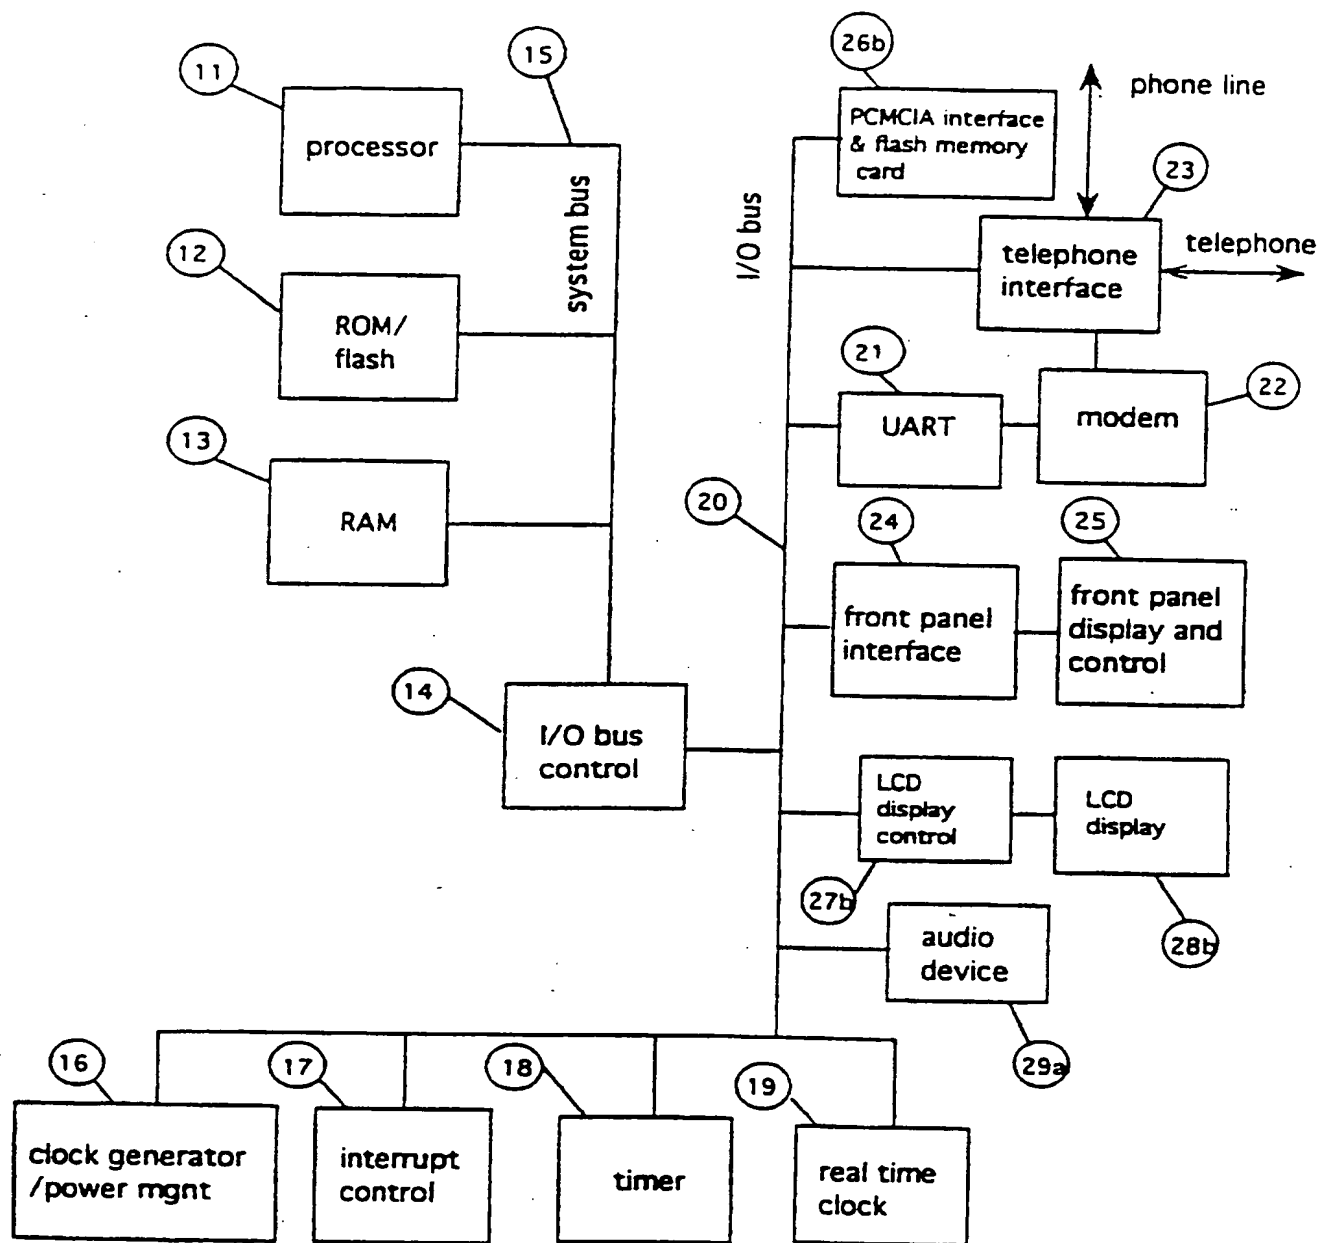 11
processor
15
system bus
12
ROM/
flash
13
RAM
14
I/O bus
control
I/O bus
20
26b
PCMCIA interface
& flash memory
card
phone line
23
telephone
interface
telephone
21
UART
22
modem
24
front panel
interface
25
front panel
display and
control
LCD
display
control
27b
LCD
display
28b
audio
device
29a
16
clock generator
/power mgnt
17
interrupt
control
18
timer
19
real time
clock